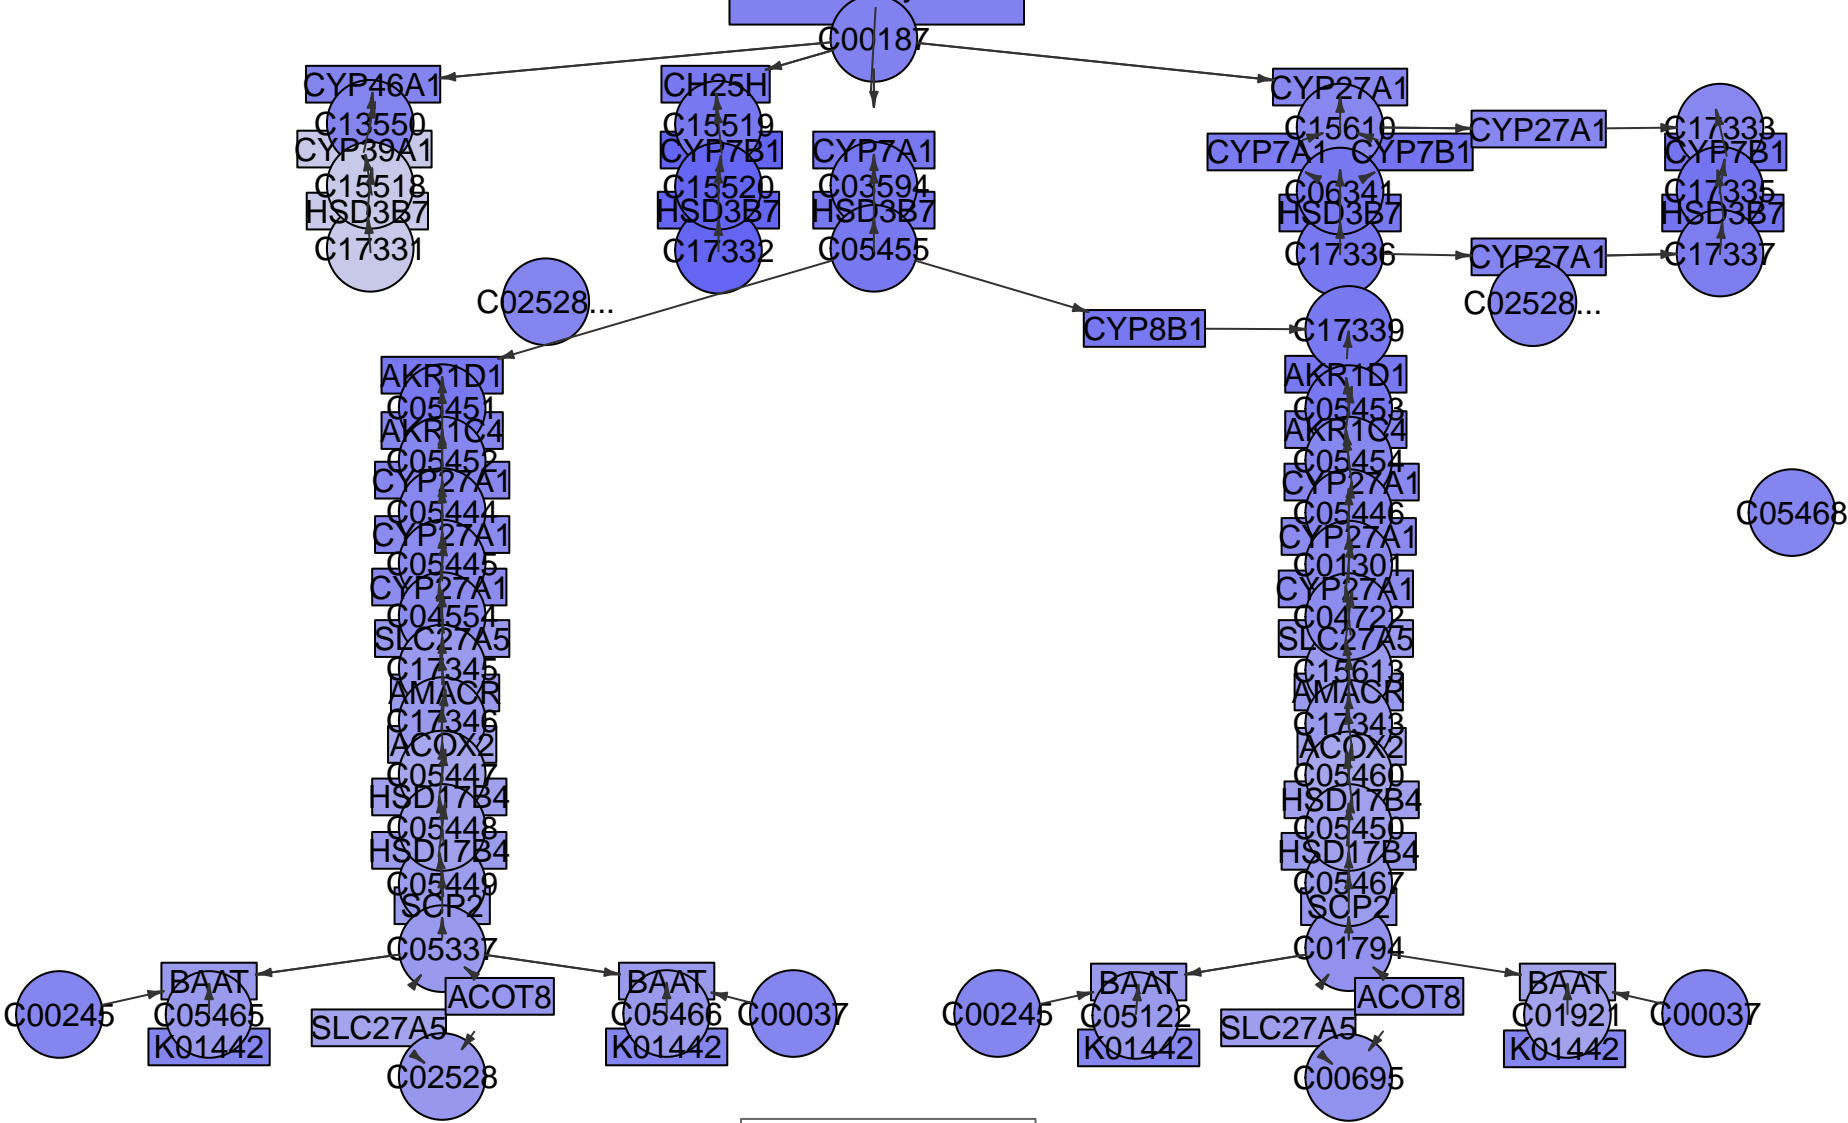 C00187
CYP46A1
CH25H
CYP27A1
C13550
C15519
C15610
CYP27A1
C17333
CYP39A1
CYP7B1
CYP7A1
CYP7A1
CYP7B1
CYP7B1
C15518
C15520
C03594
C06341
C17335
HSD3B7
HSD3B7
HSD3B7
HSD3B7
HSD3B7
C17331
C17332
C05455
C17336
CYP27A1
C17337
C02528...
C02528...
CYP8B1
C17339
AKR1D1
AKR1D1
C05451
C05453
AKR1C4
AKR1C4
C05452
C05454
CYP27A1
CYP27A1
C05444
C05446
C05468
CYP27A1
CYP27A1
C05445
C01301
CYP27A1
CYP27A1
C04554
C04722
SLC27A5
SLC27A5
C17345
C15613
AMACR
AMACR
C17346
C17343
ACOX2
ACOX2
C05447
C05460
HSD17B4
HSD17B4
C05448
C05450
HSD17B4
HSD17B4
C05449
C05467
SCP2
SCP2
C05337
C01794
BAAT
BAAT
BAAT
BAAT
ACOT8
ACOT8
C00245
C05465
C05466
C00037
C00245
C05122
C01921
C00037
SLC27A5
SLC27A5
K01442
K01442
K01442
K01442
C02528
C00695